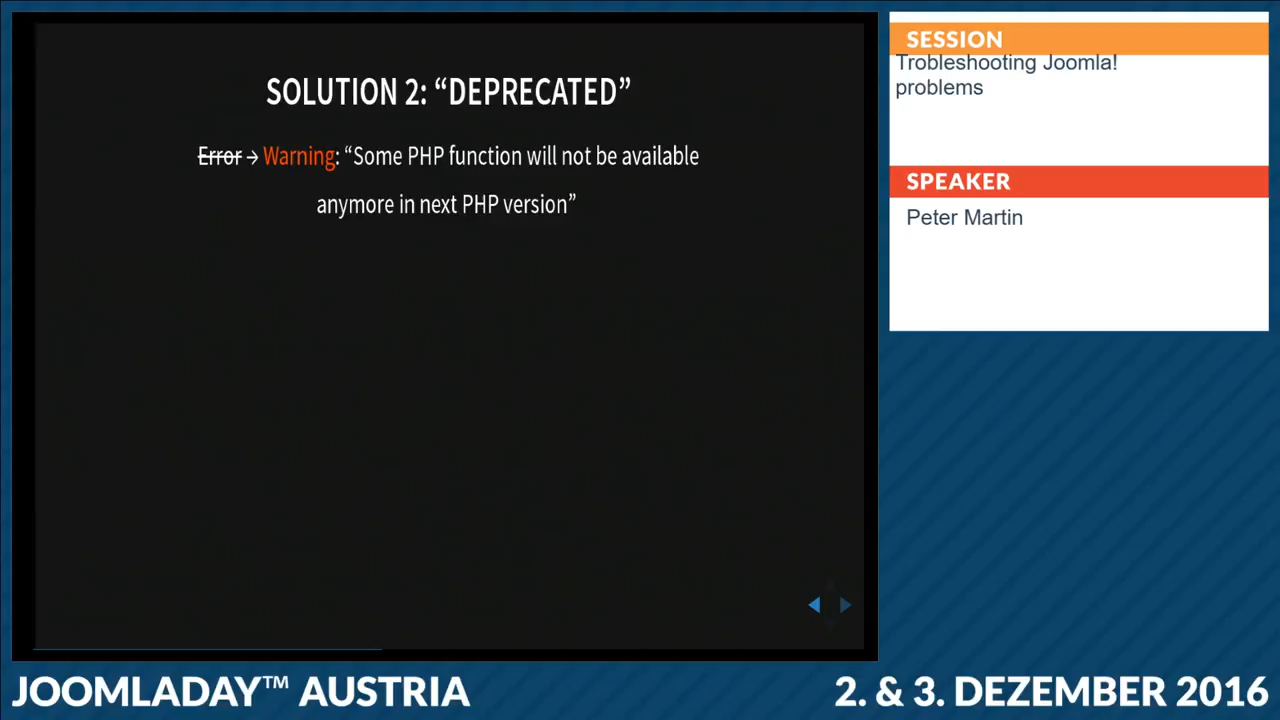 SOLUTION 2: “DEPRECATED”
Error → Warning: “Some PHP function will not be available
anymore in next PHP version”
SESSION
Trobleshooting Joomla!
problems
SPEAKER
Peter Martin
JOOMLADAY™ AUSTRIA
2. & 3. DEZEMBER 2016